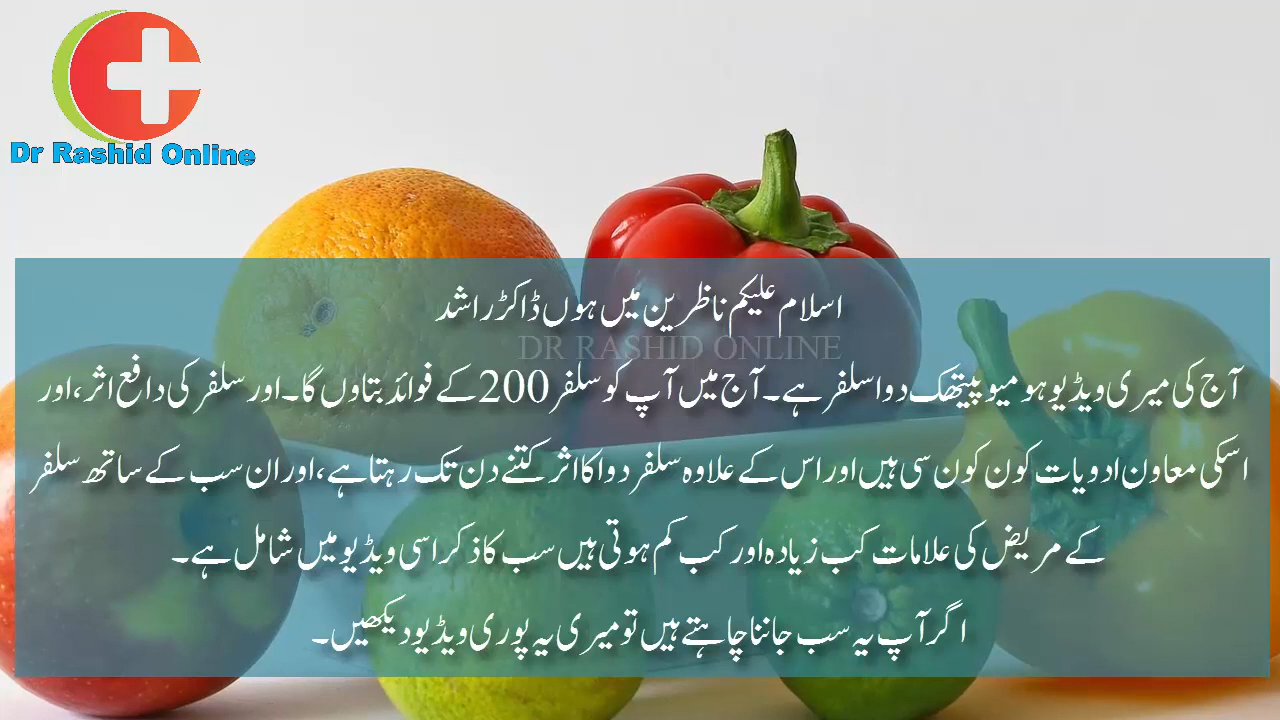 Dr Rashid Online
اسلام علیکم ناظرین میں ہوں ڈاکڑ راشد
DR RASHID ONLINE
آج کی میری ویڈیو ہومیوپیتھک دوا سلفر ہے۔ آج میں آپ کو سلفر 200 کے فوائد بتاوں گا۔ اور سلفر کی دافع اثر، اور
اسکی معاون ادویات کون کون سی ہیں اور اس کے علاوہ سلفر دوا کا اثر کتنے دن تک رہتا ہے، اور ان سب کے ساتھ سلفر
کے مریض کی علامات کب زیادہ اور کب کم ہوتی ہیں سب کا ذکر اسی ویڈیو میں شامل ہے۔
اگر آپ یہ سب جاننا چاہتے ہیں تو میری یہ پوری ویڈیو دیکھیں۔